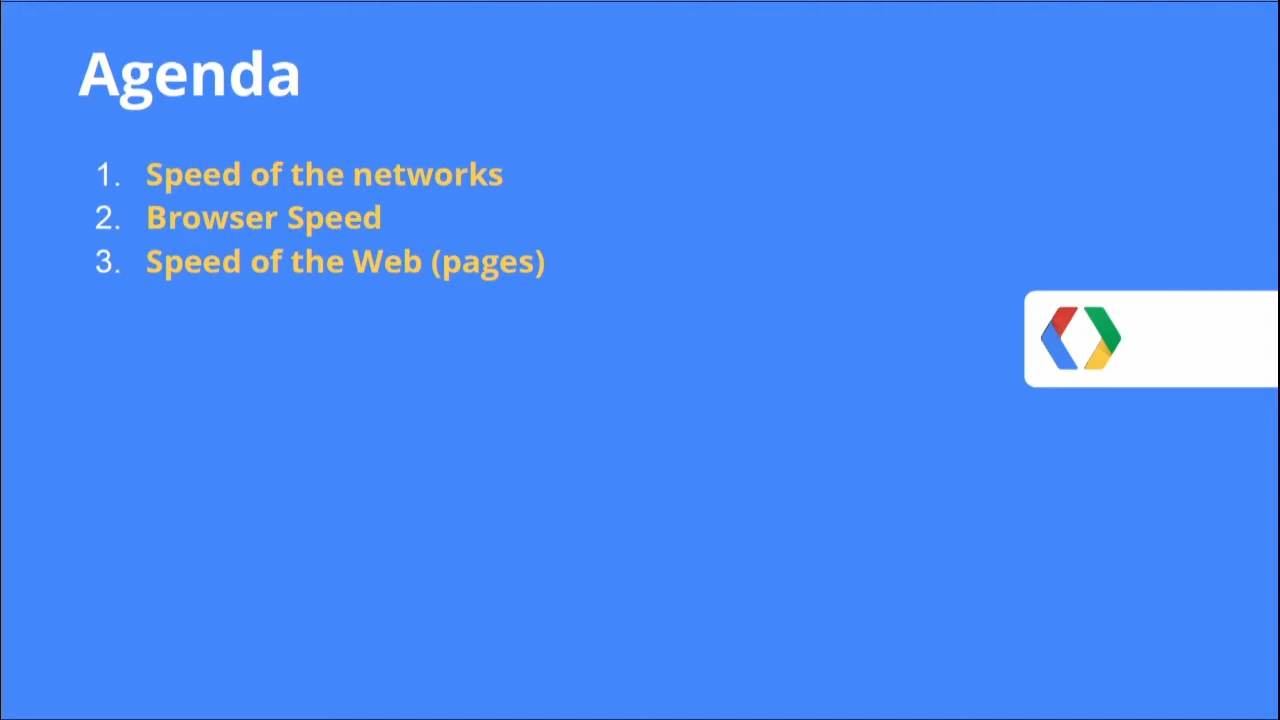 Agenda
1. Speed of the networks
2. Browser Speed
3. Speed of the Web (pages)